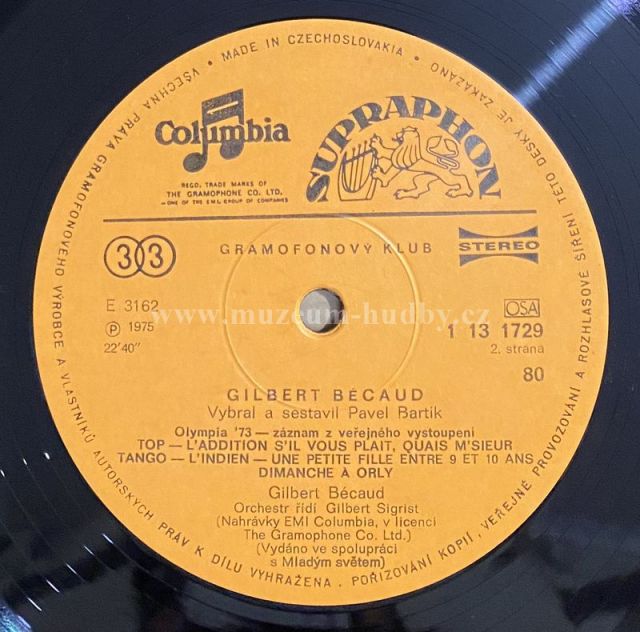 VŠECHNA PRÁVA GRAMOFONOVÉHO VÝROBCE A VLASTNÍKŮ AUTORSKÝCH PRÁV K DÍLU VYHRAŽENA. POŘIZOVÁNÍ KOPIÍ, VEŘEJNÉ PROVOZOVÁNÍ A ROZHLASOVÉ ŠÍŘENÍ TÉTO DESKY JE ZAKÁZÁNO
• MADE IN CZECHOSLOVAKIA •
Columbia
REGD. TRADE MARKS OF
THE GRAMOPHONE CO. LTD.
—ONE OF THE E.M.I. GROUP OF COMPANIES
SUPRAPHON
33
GRAMOFONOVÝ KLUB
STEREO
E 3162
OSA
www.muzeum-hudby.cz
℗ 1975
1 13 1729
22'40"
2. strana
80
GILBERT BÉCAUD
Vybral a sestavil Pavel Bartík
Olympia '73 — záznam z veřejného vystoupení
TOP — L'ADDITION S'IL VOUS PLAIT, QUAIS M'SIEUR
TANGO — L'INDIEN — UNE PETITE FILLE ENTRE 9 ET 10 ANS
DIMANCHE À ORLY
Gilbert Bécaud
Orchestr řídí Gilbert Sigrist
(Nahrávky EMI Columbia, v licenci
The Gramophone Co. Ltd.)
(Vydáno ve spolupráci
s Mladým světem)